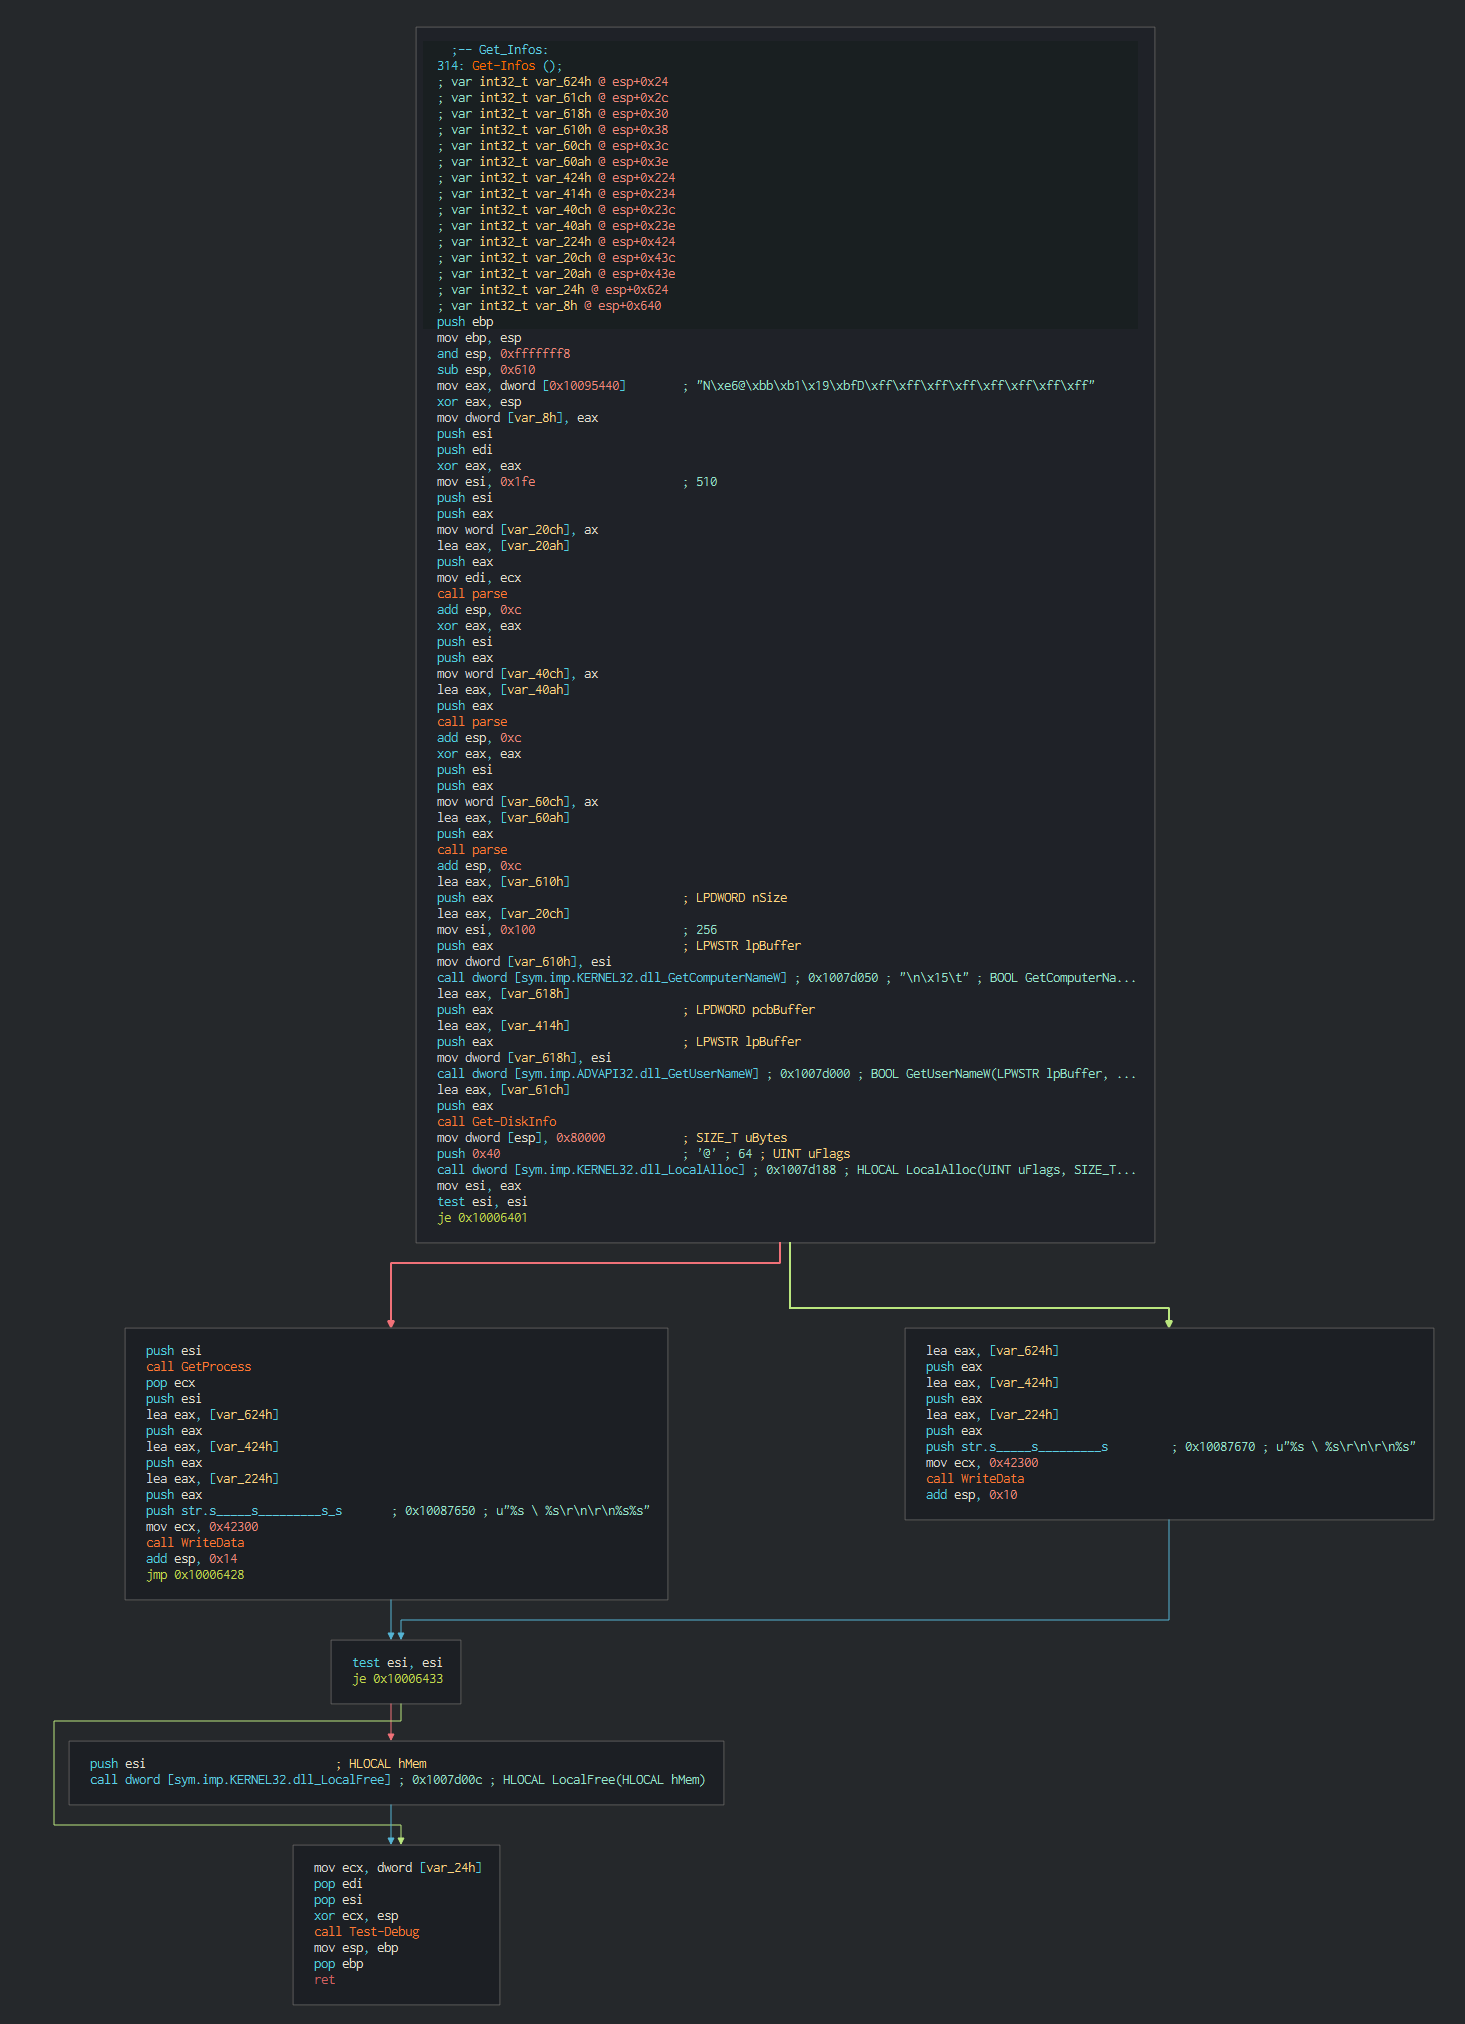 ;-- Get_Infos:
314: Get-Infos ();
; var int32_t var_624h @ esp+0x24
; var int32_t var_61ch @ esp+0x2c
; var int32_t var_618h @ esp+0x30
; var int32_t var_610h @ esp+0x38
; var int32_t var_60ch @ esp+0x3c
; var int32_t var_60ah @ esp+0x3e
; var int32_t var_424h @ esp+0x224
; var int32_t var_414h @ esp+0x234
; var int32_t var_40ch @ esp+0x23c
; var int32_t var_40ah @ esp+0x23e
; var int32_t var_224h @ esp+0x424
; var int32_t var_20ch @ esp+0x43c
; var int32_t var_20ah @ esp+0x43e
; var int32_t var_24h @ esp+0x624
; var int32_t var_8h @ esp+0x640
push ebp
mov ebp, esp
and esp, 0xfffffff8
sub esp, 0x610
mov eax, dword [0x10095440] ; "N\xe6@\xbb\xb1\x19\xbfD\xff\xff\xff\xff\xff\xff\xff\xff"
xor eax, esp
mov dword [var_8h], eax
push esi
push edi
xor eax, eax
mov esi, 0x1fe ; 510
push esi
push eax
mov word [var_20ch], ax
lea eax, [var_20ah]
push eax
mov edi, ecx
call parse
add esp, 0xc
xor eax, eax
push esi
push eax
mov word [var_40ch], ax
lea eax, [var_40ah]
push eax
call parse
add esp, 0xc
xor eax, eax
push esi
push eax
mov word [var_60ch], ax
lea eax, [var_60ah]
push eax
call parse
add esp, 0xc
lea eax, [var_610h]
push eax ; LPDWORD nSize
lea eax, [var_20ch]
mov esi, 0x100 ; 256
push eax ; LPWSTR lpBuffer
mov dword [var_610h], esi
call dword [sym.imp.KERNEL32.dll_GetComputerNameW] ; 0x1007d050 ; "\n\x15\t" ; BOOL GetComputerNa...
lea eax, [var_618h]
push eax ; LPDWORD pcbBuffer
lea eax, [var_414h]
push eax ; LPWSTR lpBuffer
mov dword [var_618h], esi
call dword [sym.imp.ADVAPI32.dll_GetUserNameW] ; 0x1007d000 ; BOOL GetUserNameW(LPWSTR lpBuffer, ...
lea eax, [var_61ch]
push eax
call Get-DiskInfo
mov dword [esp], 0x80000 ; SIZE_T uBytes
push 0x40 ; '@' ; 64 ; UINT uFlags
call dword [sym.imp.KERNEL32.dll_LocalAlloc] ; 0x1007d188 ; HLOCAL LocalAlloc(UINT uFlags, SIZE_T...
mov esi, eax
test esi, esi
je 0x10006401
push esi
call GetProcess
pop ecx
push esi
lea eax, [var_624h]
push eax
lea eax, [var_424h]
push eax
lea eax, [var_224h]
push eax
push str.s_____s_________s_s ; 0x10087650 ; u"%s \ %s\r\n\r\n%s%s"
mov ecx, 0x42300
call WriteData
add esp, 0x14
jmp 0x10006428
lea eax, [var_624h]
push eax
lea eax, [var_424h]
push eax
lea eax, [var_224h]
push eax
push str.s_____s_________s ; 0x10087670 ; u"%s \ %s\r\n\r\n%s"
mov ecx, 0x42300
call WriteData
add esp, 0x10
test esi, esi
je 0x10006433
push esi ; HLOCAL hMem
call dword [sym.imp.KERNEL32.dll_LocalFree] ; 0x1007d00c ; HLOCAL LocalFree(HLOCAL hMem)
mov ecx, dword [var_24h]
pop edi
pop esi
xor ecx, esp
call Test-Debug
mov esp, ebp
pop ebp
ret